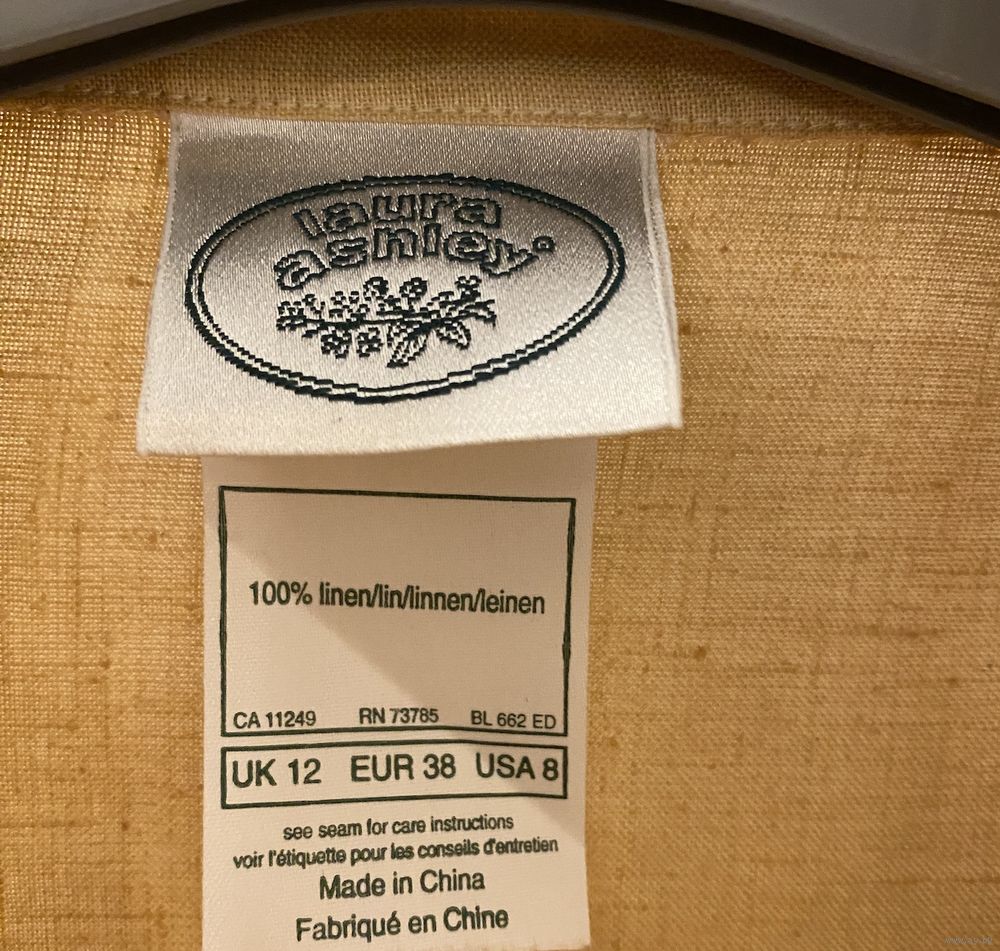 laura
ashley®
100% linen/lin/linnen/leinen
CA 11249 RN 73785 BL 662 ED
UK 12 EUR 38 USA 8
see seam for care instructions
voir l'étiquette pour les conseils d'entretien
Made in China
Fabriqué en Chine